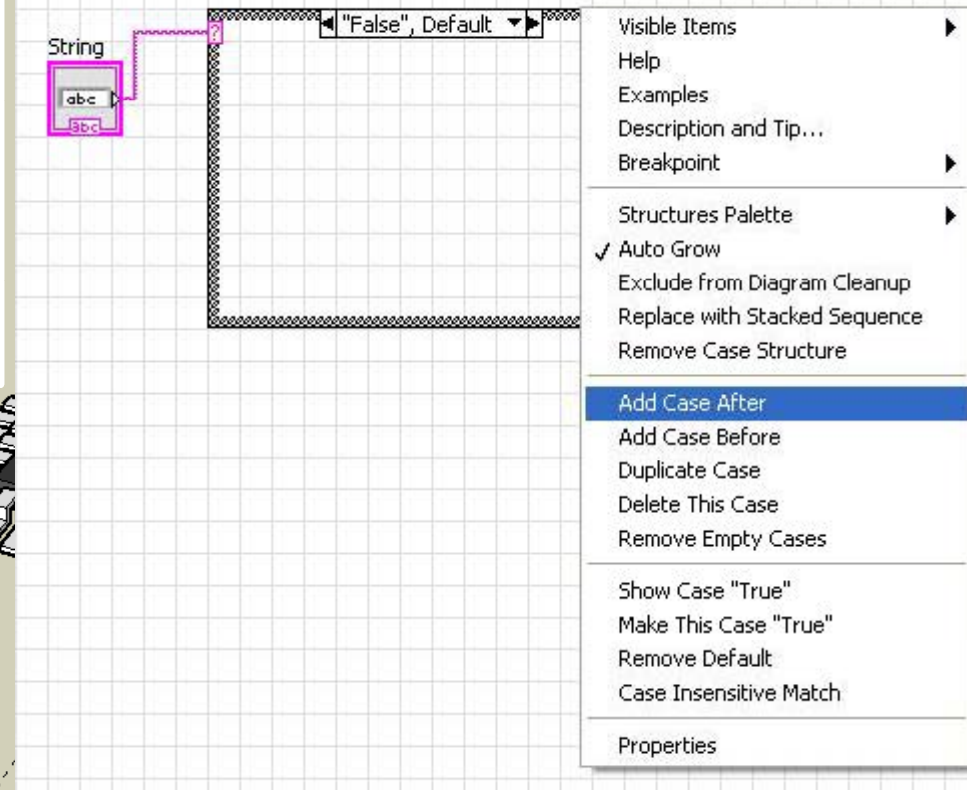 String
abc
abc
?
"False", Default
Visible Items
Help
Examples
Description and Tip...
Breakpoint
Structures Palette
Auto Grow
Exclude from Diagram Cleanup
Replace with Stacked Sequence
Remove Case Structure
Add Case After
Add Case Before
Duplicate Case
Delete This Case
Remove Empty Cases
Show Case "True"
Make This Case "True"
Remove Default
Case Insensitive Match
Properties